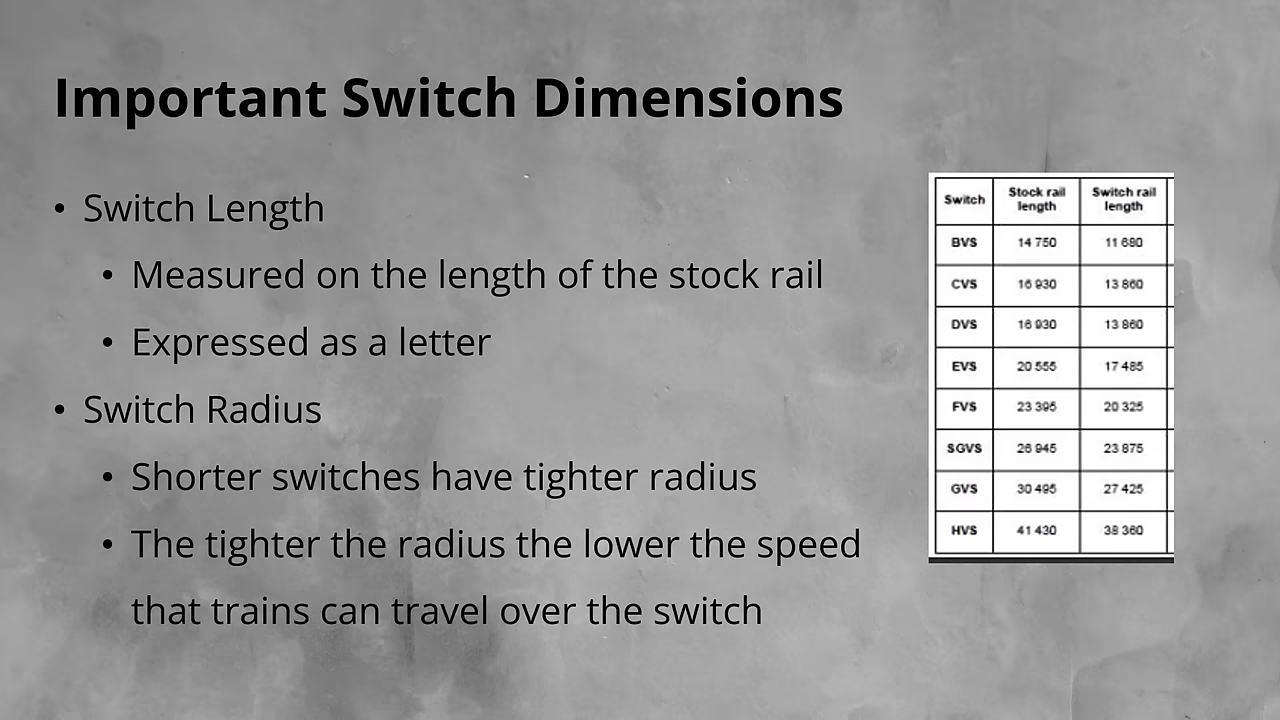 Important Switch Dimensions
• Switch Length
• Measured on the length of the stock rail
• Expressed as a letter
• Switch Radius
• Shorter switches have tighter radius
• The tighter the radius the lower the speed
that trains can travel over the switch
Switch Stock rail length Switch rail length
BVS 14 750 11 680
CVS 16 930 13 860
DVS 16 930 13 860
EVS 20 555 17 485
FVS 23 395 20 325
SGVS 26 945 23 875
GVS 30 495 27 425
HVS 41 430 38 360